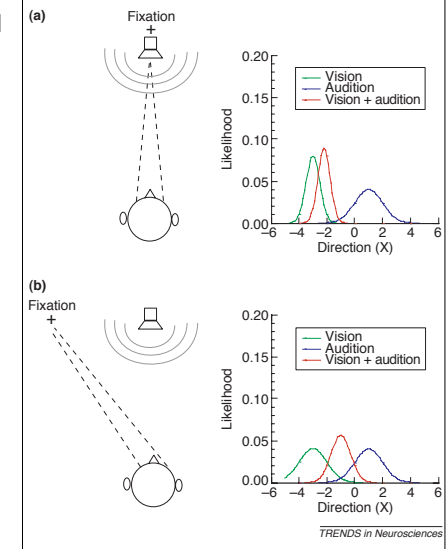 (a)
Fixation
+
0.20
0.15
0.10
0.05
0.00
Likelihood
Vision
Audition
Vision + audition
−6 −4 −2 0 2 4 6
Direction (X)
(b)
Fixation
+
0.20
0.15
0.10
0.05
0.00
Likelihood
Vision
Audition
Vision + audition
−6 −4 −2 0 2 4 6
Direction (X)
TRENDS in Neurosciences